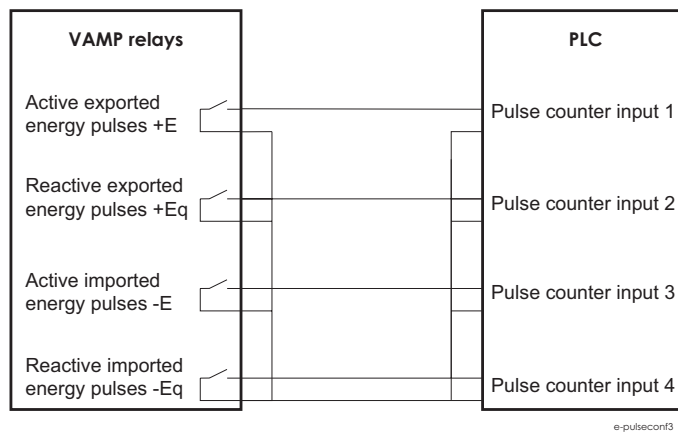 VAMP relays
PLC
Active exported
energy pulses +E
Pulse counter input 1
Reactive exported
energy pulses +Eq
Pulse counter input 2
Active imported
energy pulses -E
Pulse counter input 3
Reactive imported
energy pulses -Eq
Pulse counter input 4
e-pulseconf3